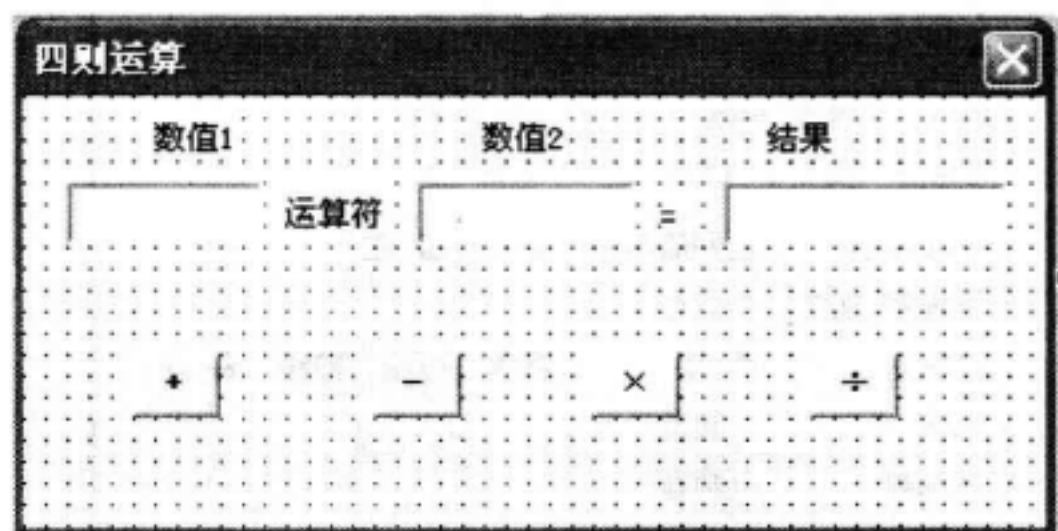 四则运算
数值1 数值2 结果
运算符 =
+ - × ÷